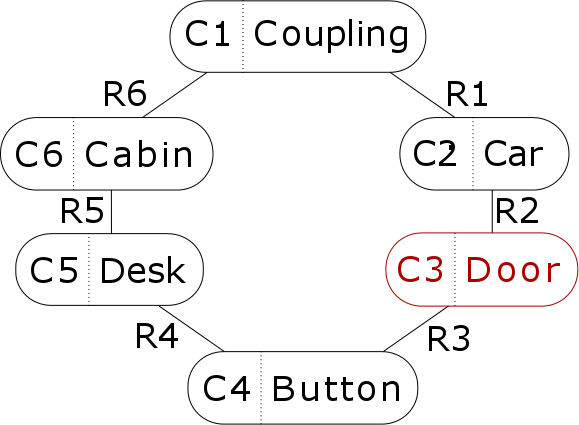 C1 Coupling
R6 R1
C6 Cabin C2 Car
R5 R2
C5 Desk C3 Door
R4 R3
C4 Button